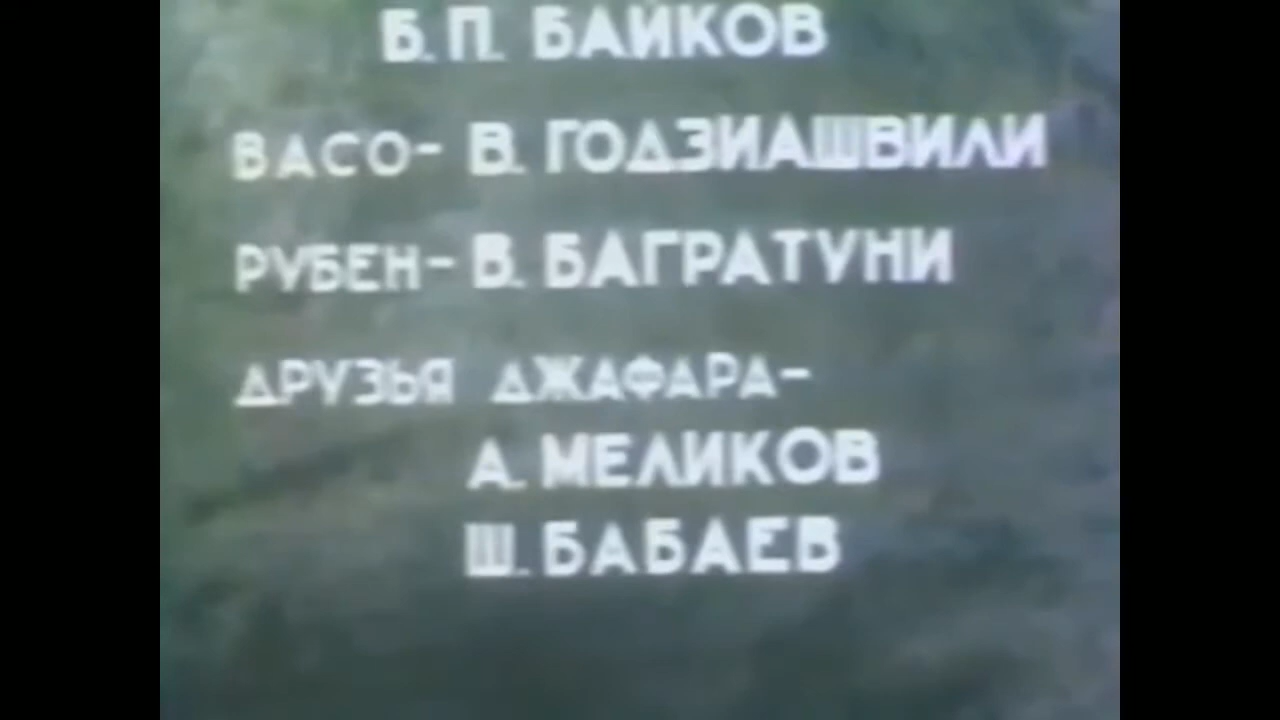 Б. П. БАЙКОВ
ВАСО- В. ГОДЗИАШВИЛИ
РУБЕН- В. БАГРАТУНИ
ДРУЗЬЯ ДЖАФАРА-
А. МЕЛИКОВ
Ш. БАБАЕВ